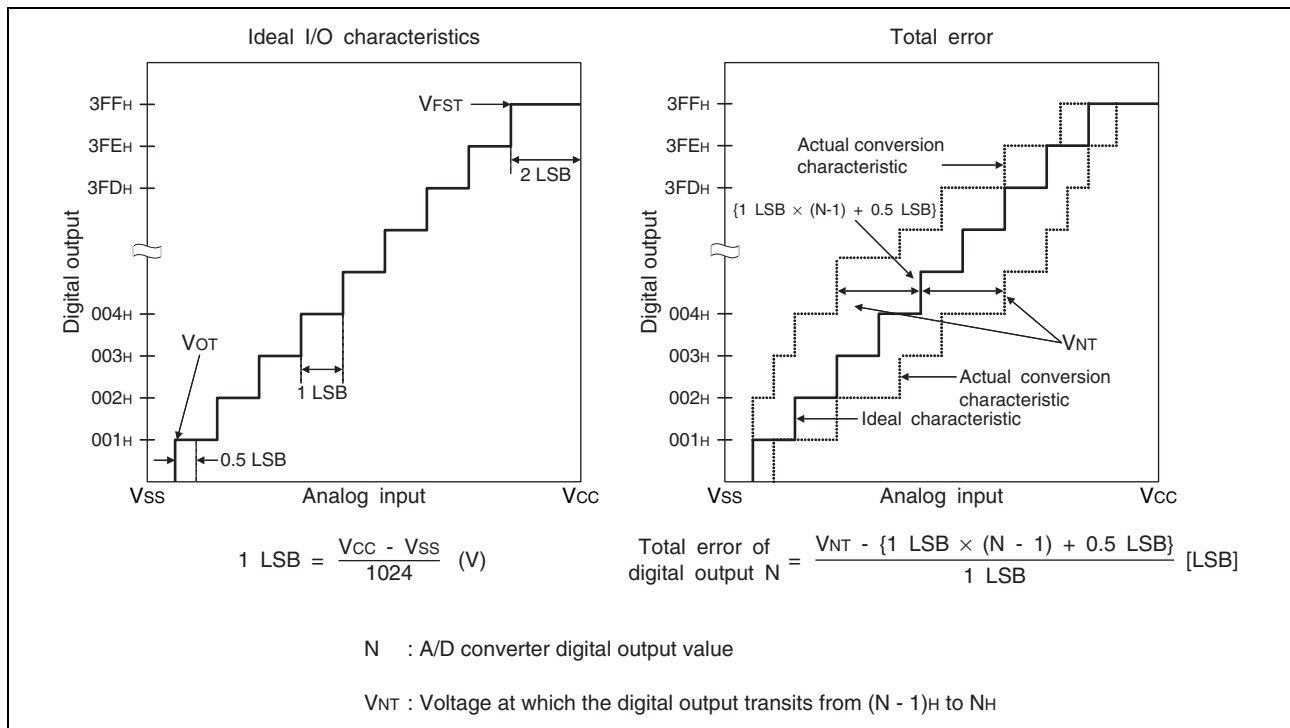 Ideal I/O characteristics
3FFH
3FEH
3FDH
004H
003H
002H
001H
Digital output
VFST
2 LSB
VOT
1 LSB
0.5 LSB
VSS
Analog input
VCC
1 LSB = VCC - VSS / 1024 (V)
Total error
3FFH
3FEH
3FDH
004H
003H
002H
001H
Digital output
Actual conversion
characteristic
{1 LSB × (N-1) + 0.5 LSB}
VNT
Actual conversion
characteristic
Ideal characteristic
VSS
Analog input
VCC
Total error of
digital output N = VNT - {1 LSB × (N - 1) + 0.5 LSB} / 1 LSB [LSB]
N : A/D converter digital output value
VNT : Voltage at which the digital output transits from (N - 1)H to NH